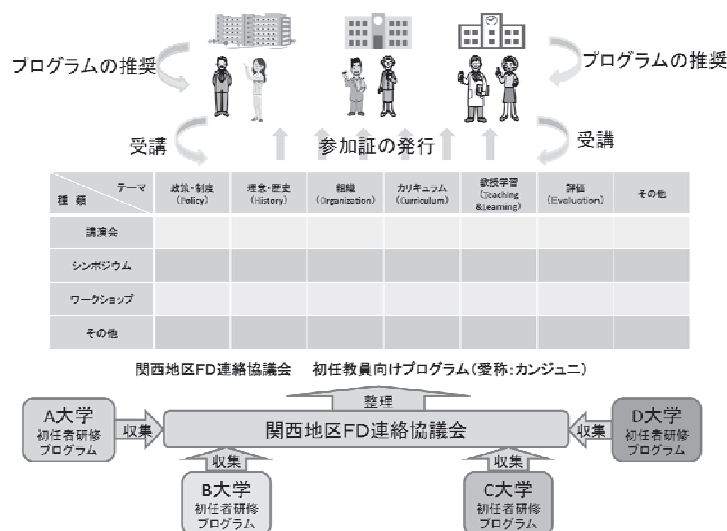 プログラムの推奨
プログラムの推奨
受講
参加証の発行
受講
テーマ
種 類
政策・制度
(Policy)
理念・歴史
(History)
組織
(Organization)
カリキュラム
(Curriculum)
教授学習
(Teaching
&Learning)
評価
(Evaluation)
その他
講演会
シンポジウム
ワークショップ
その他
関西地区FD連絡協議会 初任教員向けプログラム(愛称:カンジュニ)
整理
A大学
初任者研修
プログラム
収集
関西地区FD連絡協議会
収集
D大学
初任者研修
プログラム
収集
B大学
初任者研修
プログラム
収集
C大学
初任者研修
プログラム